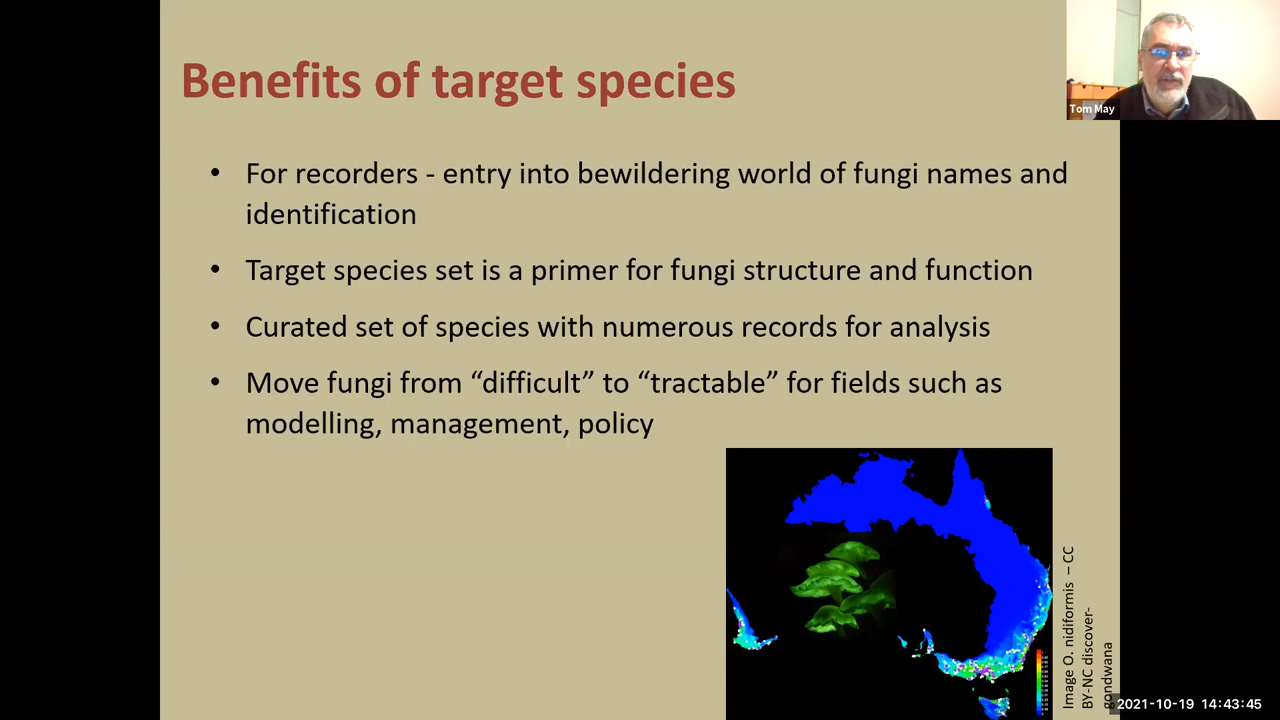 Benefits of target species
Tom May
• For recorders - entry into bewildering world of fungi names and
identification
• Target species set is a primer for fungi structure and function
• Curated set of species with numerous records for analysis
• Move fungi from “difficult” to “tractable” for fields such as
modelling, management, policy
Image O. nidiformis – CC
BY-NC discover-
gondwana
2021-10-19 14:43:45